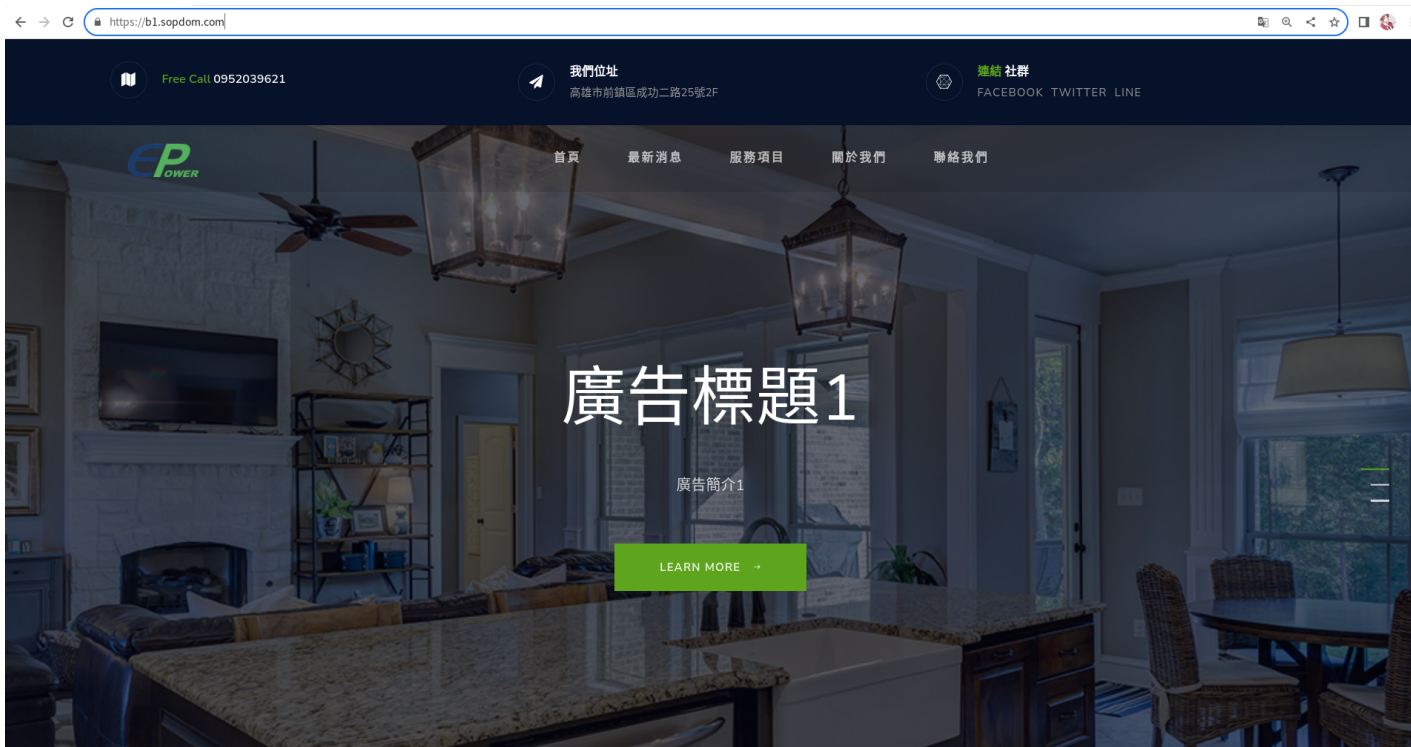 https://b1.sopdom.com
Free Call 0952039621
我們位址
高雄市前鎮區成功二路25號2F
連結 社群
FACEBOOK TWITTER LINE
EPOWER
首頁 最新消息 服務項目 關於我們 聯絡我們
廣告標題1
廣告簡介1
LEARN MORE →